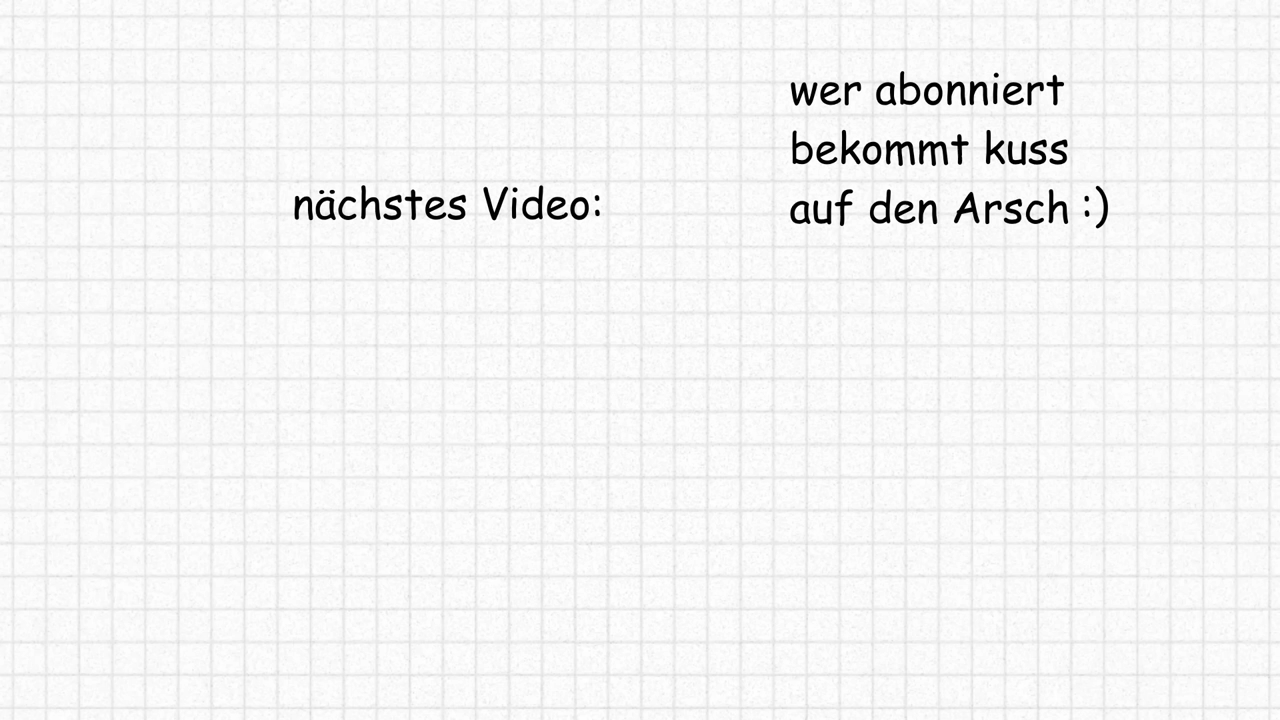 nächstes Video:
wer abonniert
bekommt kuss
auf den Arsch :)